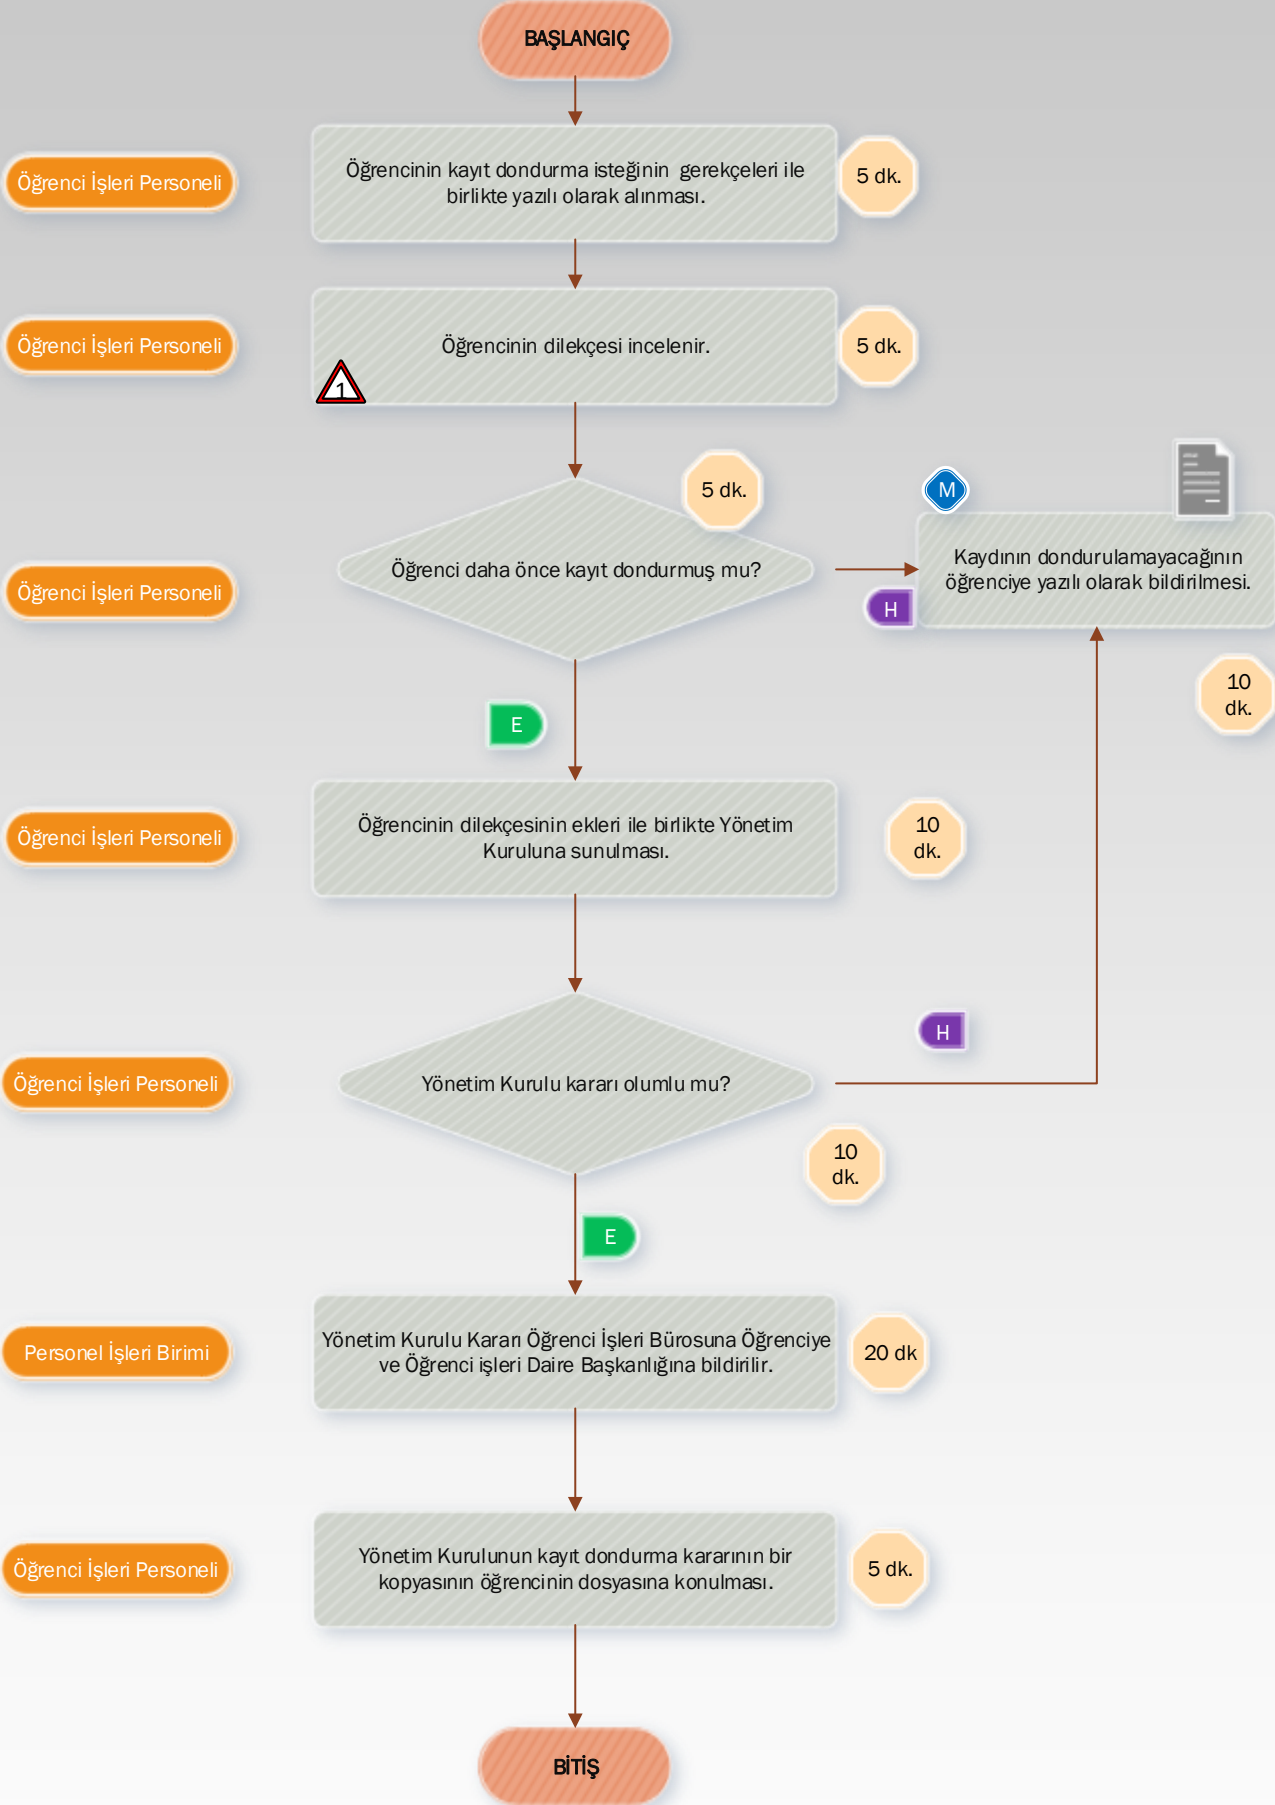 BAŞLANGIÇ
Öğrenci İşleri Personeli
Öğrencinin kayıt dondurma isteğinin gerekçeleri ile
birlikte yazılı olarak alınması.
5 dk.
Öğrenci İşleri Personeli
Öğrencinin dilekçesi incelenir.
1
5 dk.
5 dk.
Öğrenci İşleri Personeli
Öğrenci daha önce kayıt dondurmuş mu?
H
M
Kaydının dondurulamayacağının
öğrenciye yazılı olarak bildirilmesi.
10
dk.
E
Öğrenci İşleri Personeli
Öğrencinin dilekçesinin ekleri ile birlikte Yönetim
Kuruluna sunulması.
10
dk.
Öğrenci İşleri Personeli
Yönetim Kurulu kararı olumlu mu?
H
10
dk.
E
Personel İşleri Birimi
Yönetim Kurulu Kararı Öğrenci İşleri Bürosuna Öğrenciye
ve Öğrenci işleri Daire Başkanlığına bildirilir.
20 dk
Öğrenci İşleri Personeli
Yönetim Kurulunun kayıt dondurma kararının bir
kopyasının öğrencinin dosyasına konulması.
5 dk.
BİTİŞ